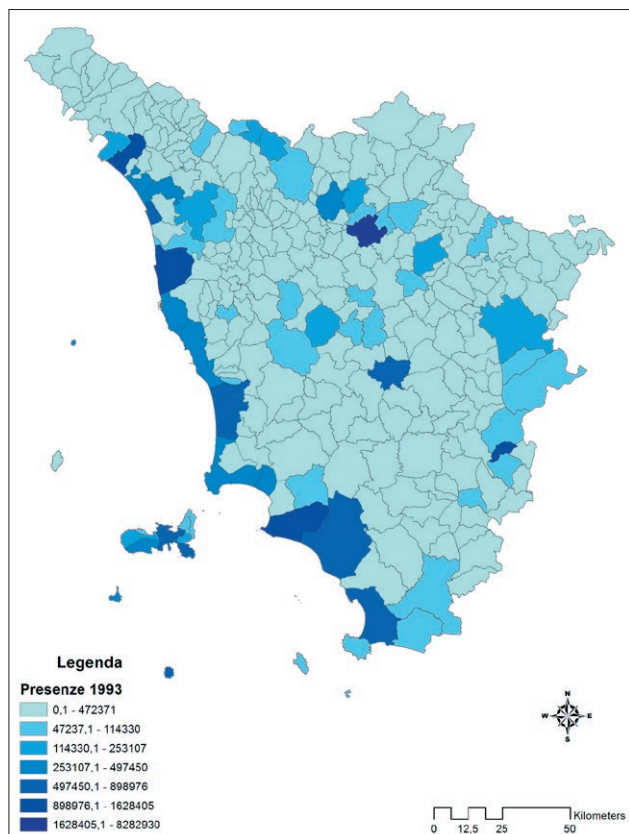 Legenda
Presenze 1993
0,1 - 472371
47237,1 - 114330
114330,1 - 253107
253107,1 - 497450
497450,1 - 898976
898976,1 - 1628405
1628405,1 - 8282930
N
W E
S
Kilometers
0 12,5 25 50